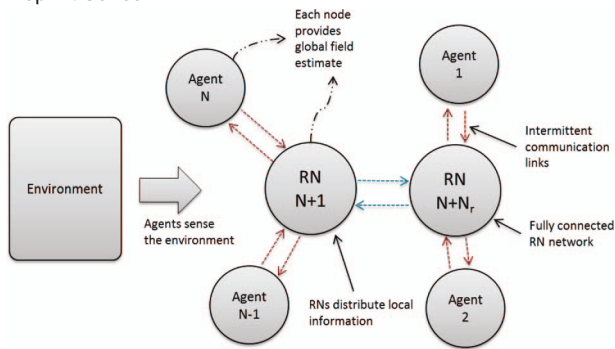 Each node
provides
global field
estimate
Agent
N
Agent
1
Intermittent
communication
links
Environment
RN
N+1
RN
N+Nr
Agents sense
the environment
Fully connected
RN network
Agent
N-1
RNs distribute local
information
Agent
2